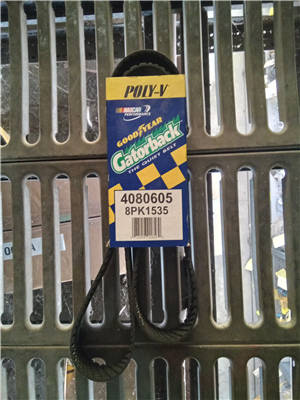 POLY-V
NASCAR
PERFORMANCE
GOODYEAR
Gatorback
THE QUIET BELT
4080605
8PK1535